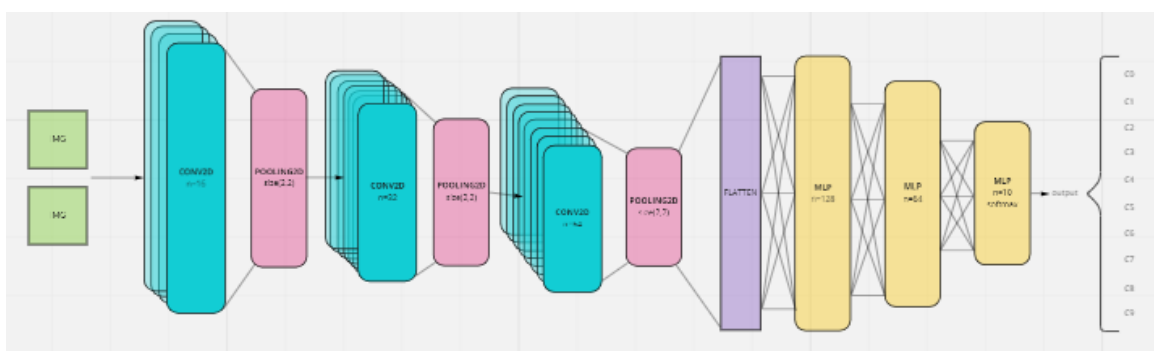 MG
MG
CONV2D
n=16
POOLING2D
size(2,2)
CONV2D
n=32
POOLING2D
size(2,2)
CONV2D
n=64
POOLING2D
size(2,2)
FLATTEN
MLP
n=128
MLP
n=64
MLP
n=10
softmax
output
C0
C1
C2
C3
C4
C5
C6
C7
C8
C9